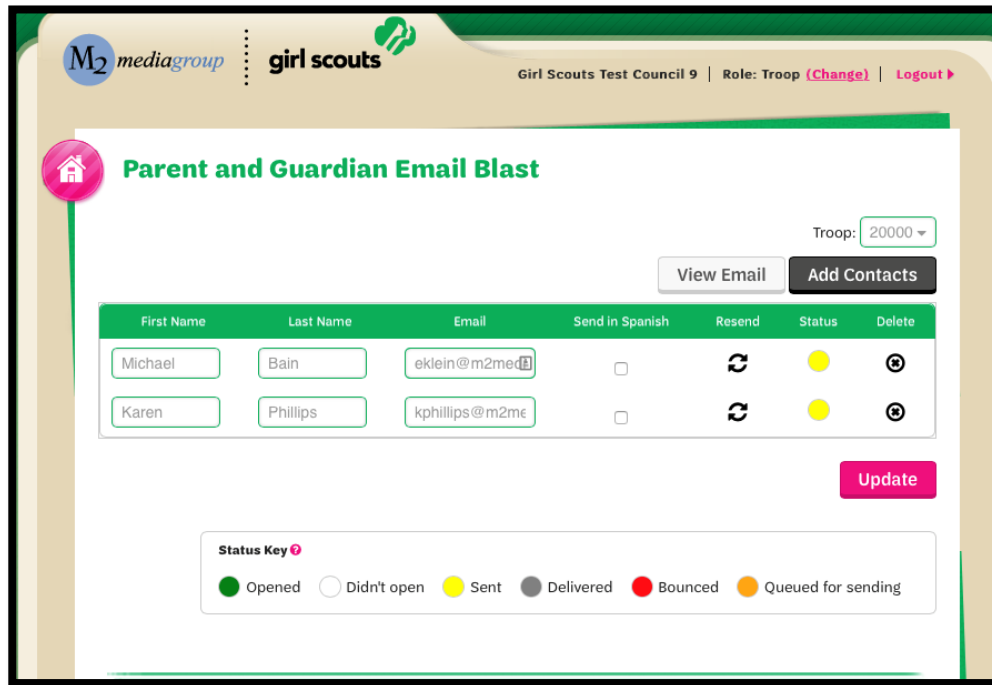 M2 mediagroup
girl scouts
Girl Scouts Test Council 9 | Role: Troop (Change) | Logout
Parent and Guardian Email Blast
Troop: 20000
View Email Add Contacts
First Name Last Name Email Send in Spanish Resend Status Delete
Michael Bain eklein@m2med
Karen Phillips kphillips@m2me
Update
Status Key ?
Opened Didn't open Sent Delivered Bounced Queued for sending